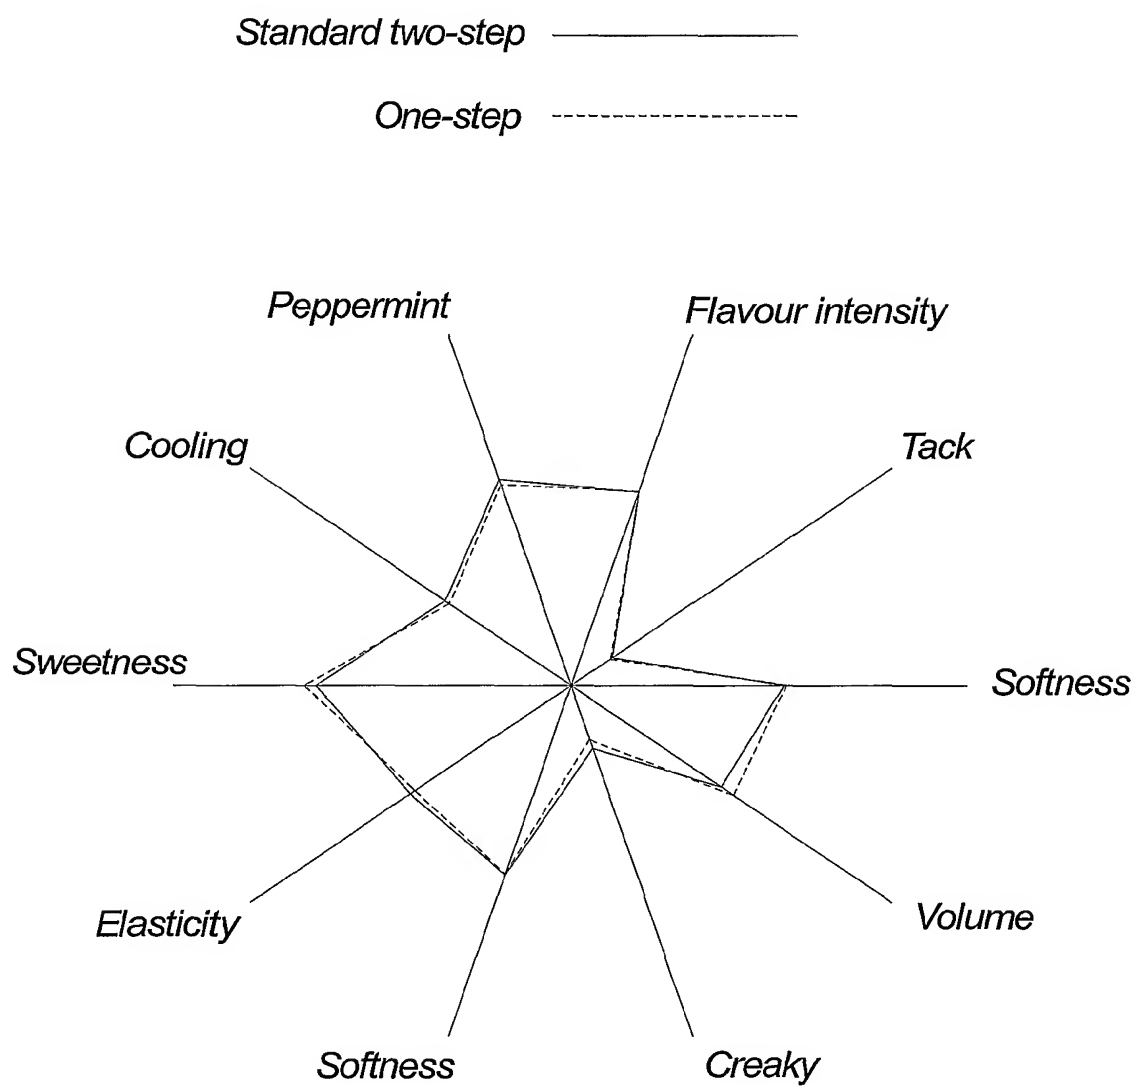 Standard two-step
One-step
Peppermint
Flavour intensity
Cooling
Tack
Sweetness
Softness
Elasticity
Volume
Softness
Creaky